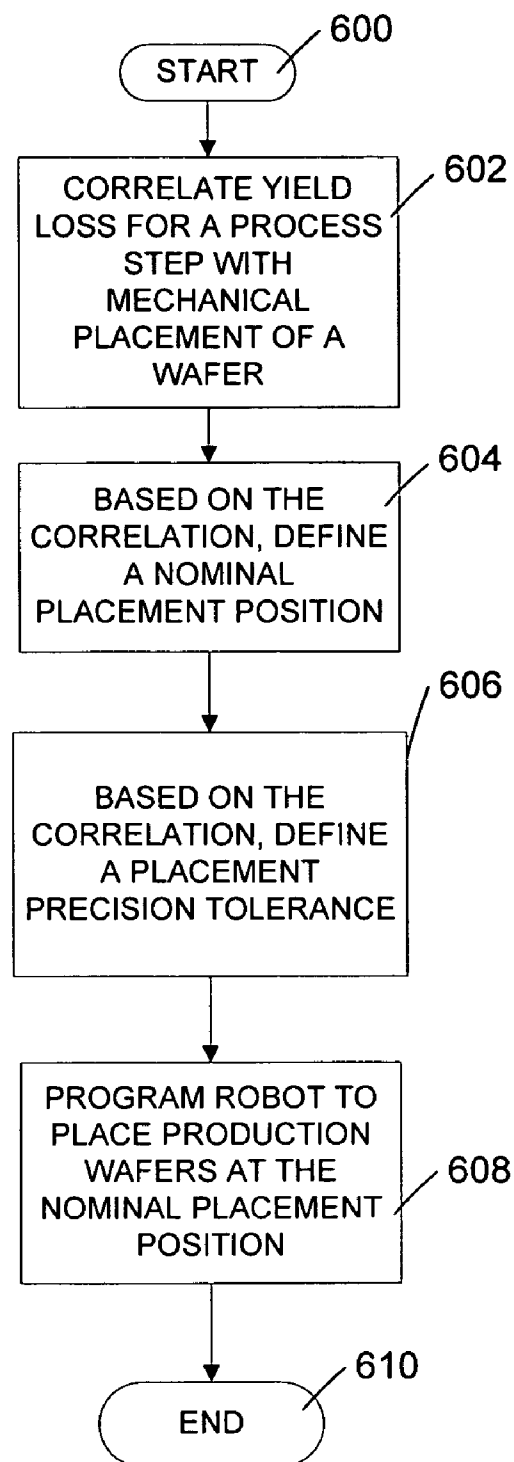 600
START
602
CORRELATE YIELD
LOSS FOR A PROCESS
STEP WITH
MECHANICAL
PLACEMENT OF A
WAFER
604
BASED ON THE
CORRELATION, DEFINE
A NOMINAL
PLACEMENT POSITION
606
BASED ON THE
CORRELATION, DEFINE
A PLACEMENT
PRECISION TOLERANCE
PROGRAM ROBOT TO
PLACE PRODUCTION
WAFERS AT THE
NOMINAL PLACEMENT
POSITION
608
610
END